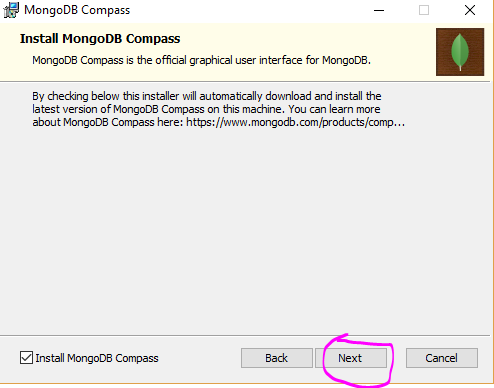 MongoDB Compass
Install MongoDB Compass
MongoDB Compass is the official graphical user interface for MongoDB.
By checking below this installer will automatically download and install the
latest version of MongoDB Compass on this machine. You can learn more
about MongoDB Compass here: https://www.mongodb.com/products/comp...
Install MongoDB Compass
Back
Next
Cancel